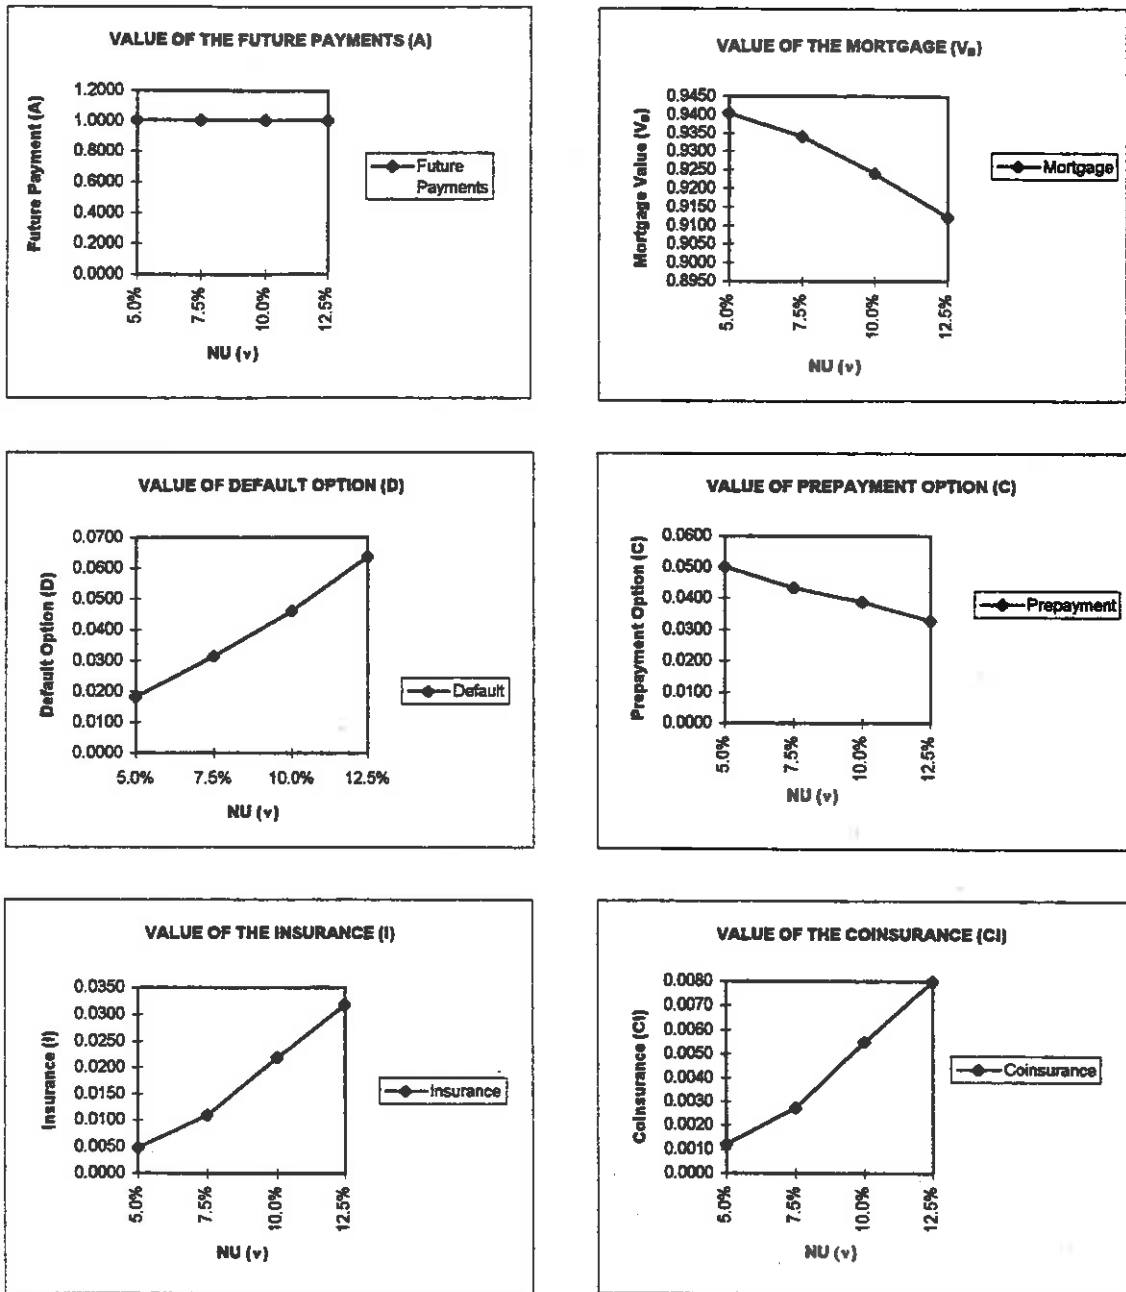 VALUE OF THE FUTURE PAYMENTS (A)
Future Payment (A)
1.2000
1.0000
0.8000
0.6000
0.4000
0.2000
0.0000
5.0%
7.5%
10.0%
12.5%
NU (ν)
Future
Payments
VALUE OF THE MORTGAGE (VB)
Mortgage Value (VB)
0.9450
0.9400
0.9350
0.9300
0.9250
0.9200
0.9150
0.9100
0.9050
0.9000
0.8950
5.0%
7.5%
10.0%
12.5%
NU (ν)
Mortgage
VALUE OF DEFAULT OPTION (D)
Default Option (D)
0.0700
0.0600
0.0500
0.0400
0.0300
0.0200
0.0100
0.0000
5.0%
7.5%
10.0%
12.5%
NU (ν)
Default
VALUE OF PREPAYMENT OPTION (C)
Prepayment Option (C)
0.0600
0.0500
0.0400
0.0300
0.0200
0.0100
0.0000
5.0%
7.5%
10.0%
12.5%
NU (ν)
Prepayment
VALUE OF THE INSURANCE (I)
Insurance (I)
0.0350
0.0300
0.0250
0.0200
0.0150
0.0100
0.0050
0.0000
5.0%
7.5%
10.0%
12.5%
NU (ν)
Insurance
VALUE OF THE COINSURANCE (CI)
Coinsurance (CI)
0.0080
0.0070
0.0060
0.0050
0.0040
0.0030
0.0020
0.0010
0.0000
5.0%
7.5%
10.0%
12.5%
NU (ν)
Coinsurance